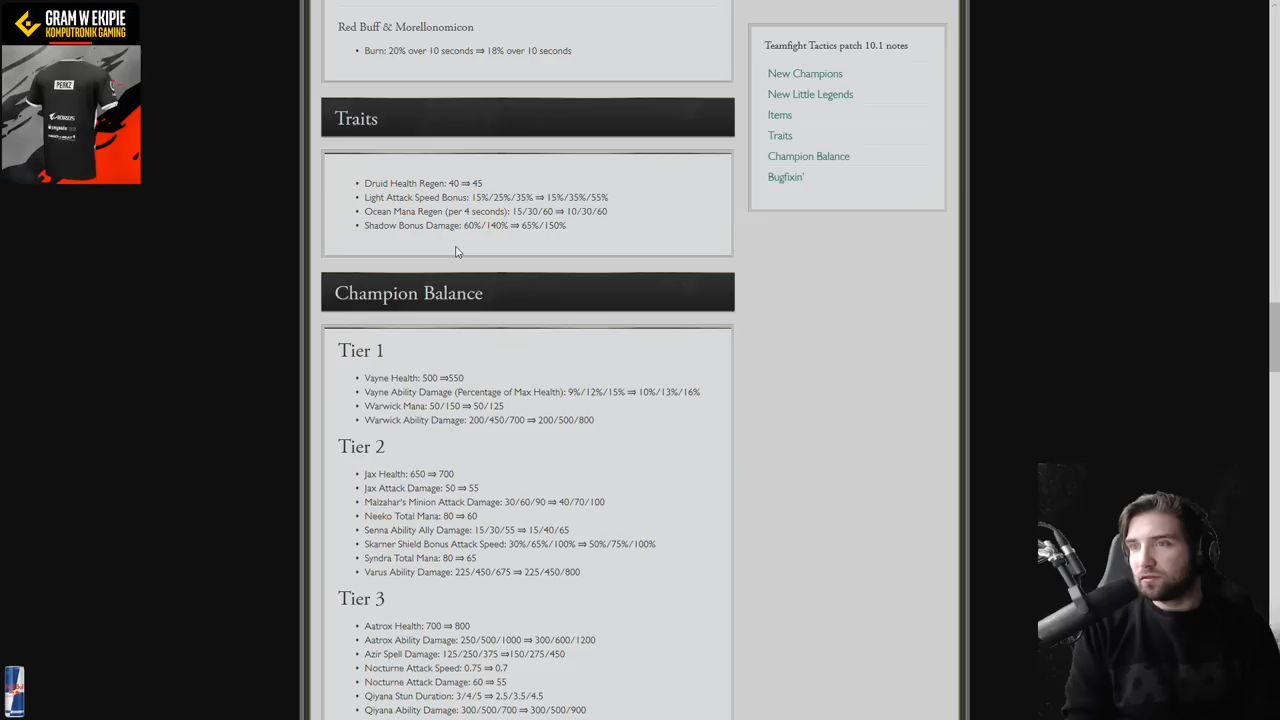 GRAM W EKIPIE
KOMPUTRONIK GAMING
PERKZ
AORUS
Red Buff & Morellonomicon
• Burn: 20% over 10 seconds ⇒ 18% over 10 seconds
Traits
• Druid Health Regen: 40 ⇒ 45
• Light Attack Speed Bonus: 15%/25%/35% ⇒ 15%/35%/55%
• Ocean Mana Regen (per 4 seconds): 15/30/60 ⇒ 10/30/60
• Shadow Bonus Damage: 60%/140% ⇒ 65%/150%
Champion Balance
Tier 1
• Vayne Health: 500 ⇒550
• Vayne Ability Damage (Percentage of Max Health): 9%/12%/15% ⇒ 10%/13%/16%
• Warwick Mana: 50/150 ⇒ 50/125
• Warwick Ability Damage: 200/450/700 ⇒ 200/500/800
Tier 2
• Jax Health: 650 ⇒ 700
• Jax Attack Damage: 50 ⇒ 55
• Malzahar's Minion Attack Damage: 30/60/90 ⇒ 40/70/100
• Neeko Total Mana: 80 ⇒ 60
• Senna Ability Ally Damage: 15/30/55 ⇒ 15/40/65
• Skarner Shield Bonus Attack Speed: 30%/65%/100% ⇒ 50%/75%/100%
• Syndra Total Mana: 80 ⇒ 65
• Varus Ability Damage: 225/450/675 ⇒ 225/450/800
Tier 3
• Aatrox Health: 700 ⇒ 800
• Aatrox Ability Damage: 250/500/1000 ⇒ 300/600/1200
• Azir Spell Damage: 125/250/375 ⇒150/275/450
• Nocturne Attack Speed: 0.75 ⇒ 0.7
• Nocturne Attack Damage: 60 ⇒ 55
• Qiyana Stun Duration: 3/4/5 ⇒ 2.5/3.5/4.5
• Qiyana Ability Damage: 300/500/700 ⇒ 300/500/900
Teamfight Tactics patch 10.1 notes
New Champions
New Little Legends
Items
Traits
Champion Balance
Bugfixin'